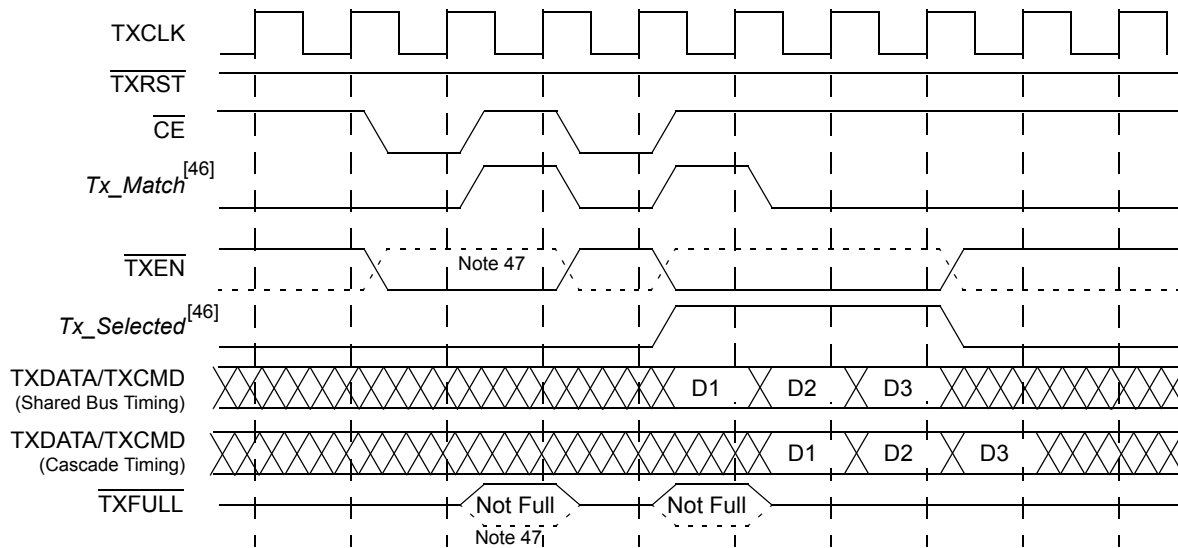 TXCLK
TXRST
CE
Tx_Match[46]
TXEN
Note 47
Tx_Selected[46]
TXDATA/TXCMD
(Shared Bus Timing)
D1 D2 D3
TXDATA/TXCMD
(Cascade Timing)
D1 D2 D3
TXFULL
Not Full Not Full
Note 47